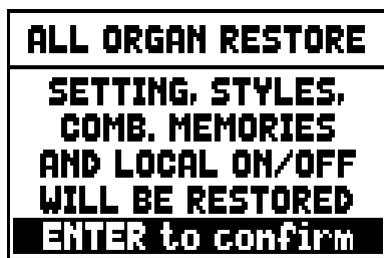 ALL ORGAN RESTORE
SETTING, STYLES,
COMB. MEMORIES
AND LOCAL ON/OFF
WILL BE RESTORED
ENTER to confirm